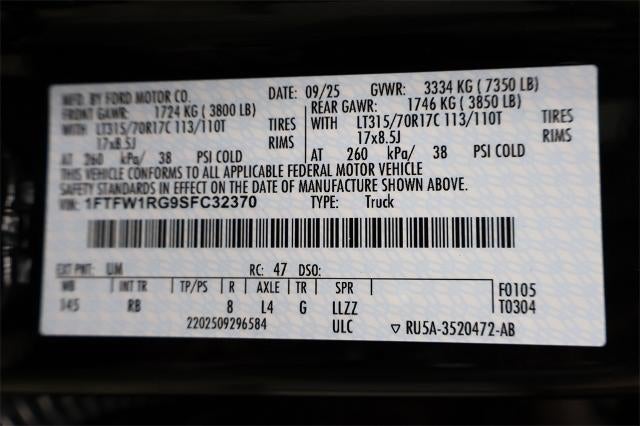 MFD. BY FORD MOTOR CO. DATE: 09/25 GVWR: 3334 KG ( 7350 LB)
FRONT GAWR: 1724 KG ( 3800 LB) REAR GAWR: 1746 KG ( 3850 LB)
WITH LT315/70R17C 113/110T TIRES WITH LT315/70R17C 113/110T TIRES
17x8.5J RIMS 17x8.5J RIMS
AT 260 kPa/ 38 PSI COLD AT 260 kPa/ 38 PSI COLD
THIS VEHICLE CONFORMS TO ALL APPLICABLE FEDERAL MOTOR VEHICLE
SAFETY STANDARDS IN EFFECT ON THE DATE OF MANUFACTURE SHOWN ABOVE.
VIN: 1FTFW1RG9SFC32370 TYPE: Truck
EXT PNT: UM RC: 47 DSO:
WB INT TR TP/PS R AXLE TR SPR F0105
145 RB 8 L4 G LLZZ T0304
2202509296584 ULC ▽ RU5A-3520472-AB